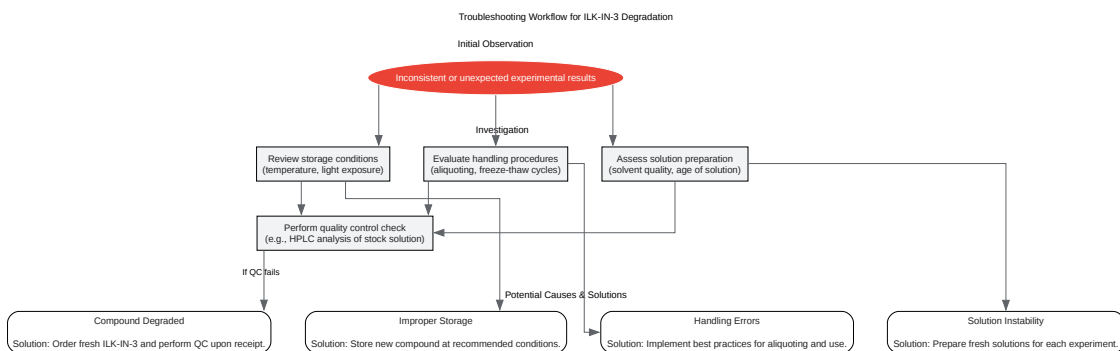 Troubleshooting Workflow for ILK-IN-3 Degradation
Initial Observation
Inconsistent or unexpected experimental results
Investigation
Review storage conditions
(temperature, light exposure)
Evaluate handling procedures
(aliquoting, freeze-thaw cycles)
Assess solution preparation
(solvent quality, age of solution)
Perform quality control check
(e.g., HPLC analysis of stock solution)
If QC fails
Potential Causes & Solutions
Compound Degraded
Solution: Order fresh ILK-IN-3 and perform QC upon receipt.
Improper Storage
Solution: Store new compound at recommended conditions.
Handling Errors
Solution: Implement best practices for aliquoting and use.
Solution Instability
Solution: Prepare fresh solutions for each experiment.